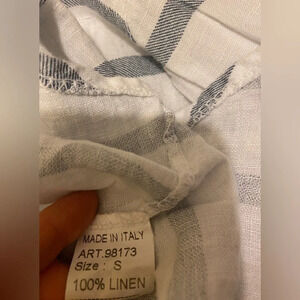 MADE IN ITALY
ART.98173
Size : S
100% LINEN